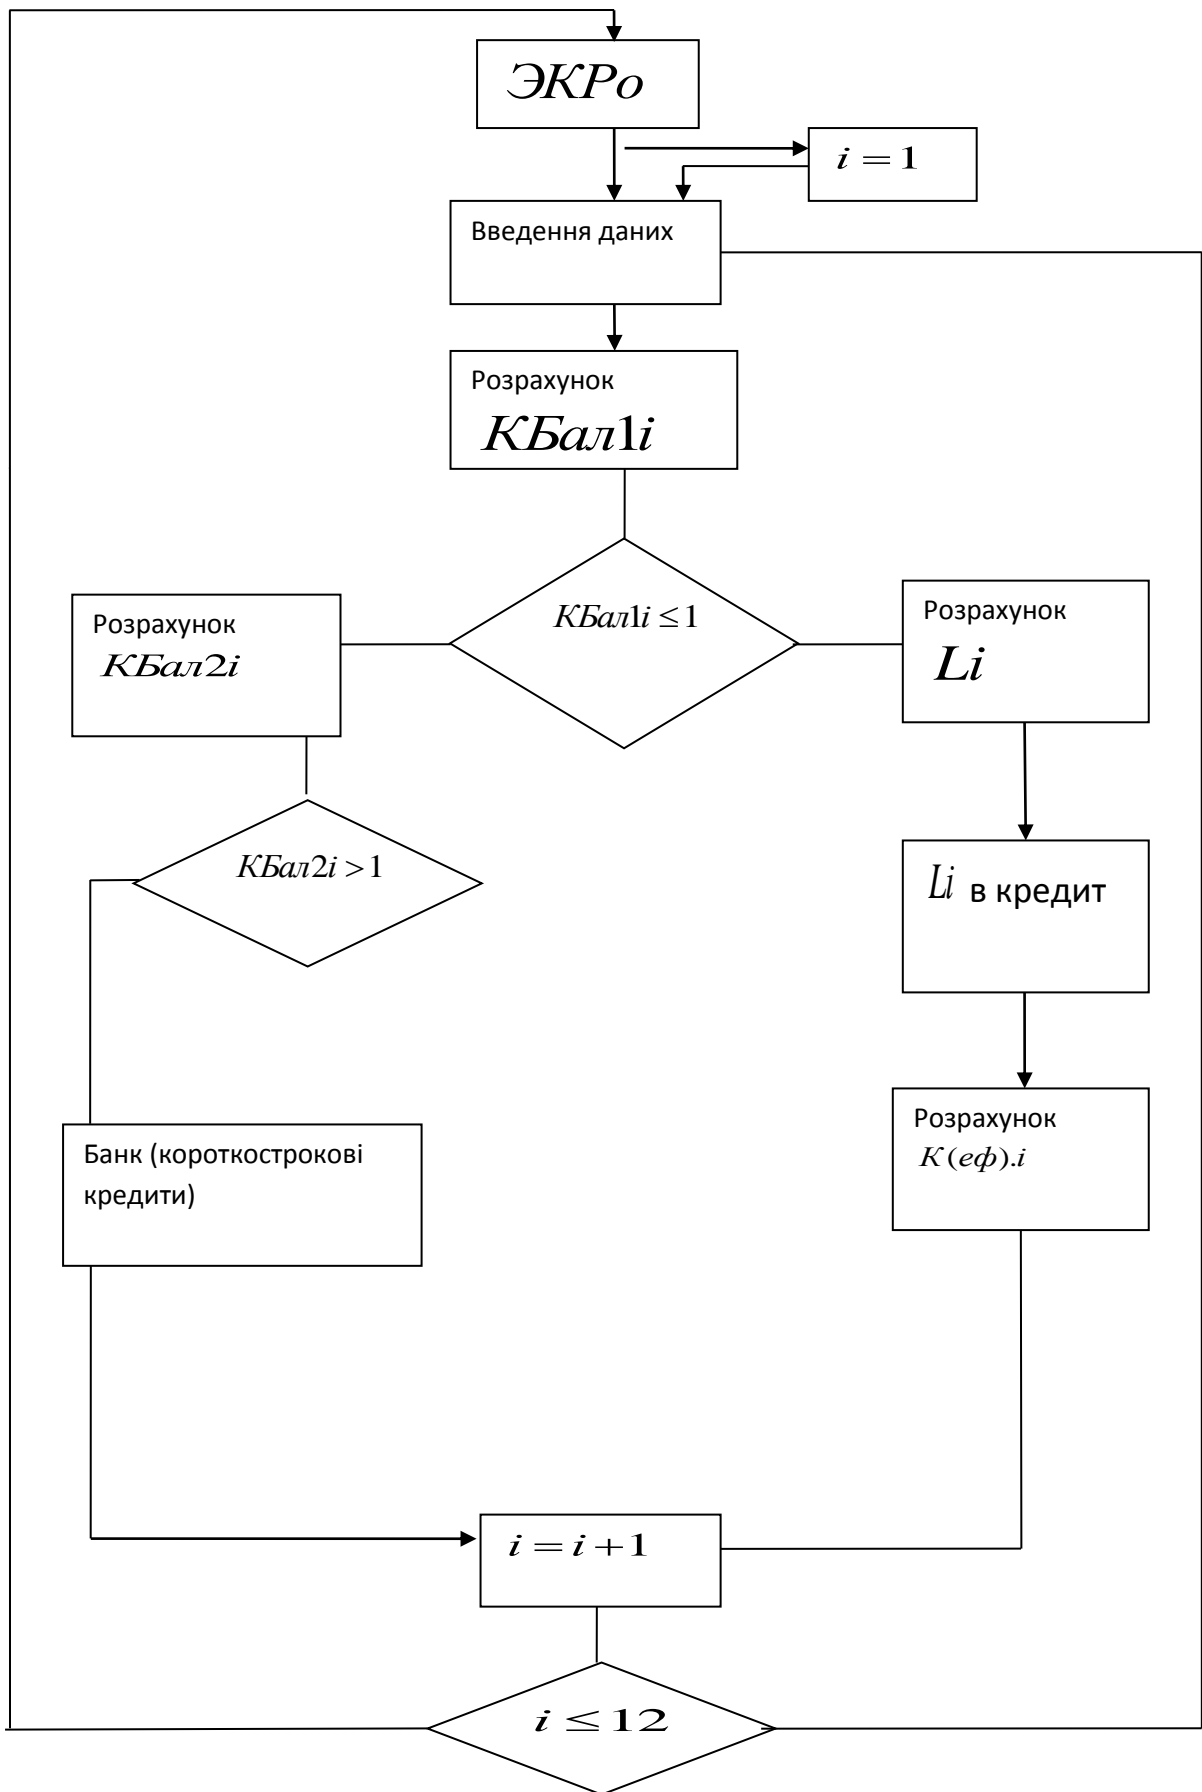 ЭКРо
i = 1
Введення даних
Розрахунок
КБал1i
КБал1i ≤ 1
Розрахунок
КБал2i
Розрахунок
Li
КБал2i > 1
Li в кредит
Розрахунок
К(еф).i
Банк (короткострокові
кредити)
i = i + 1
i ≤ 12